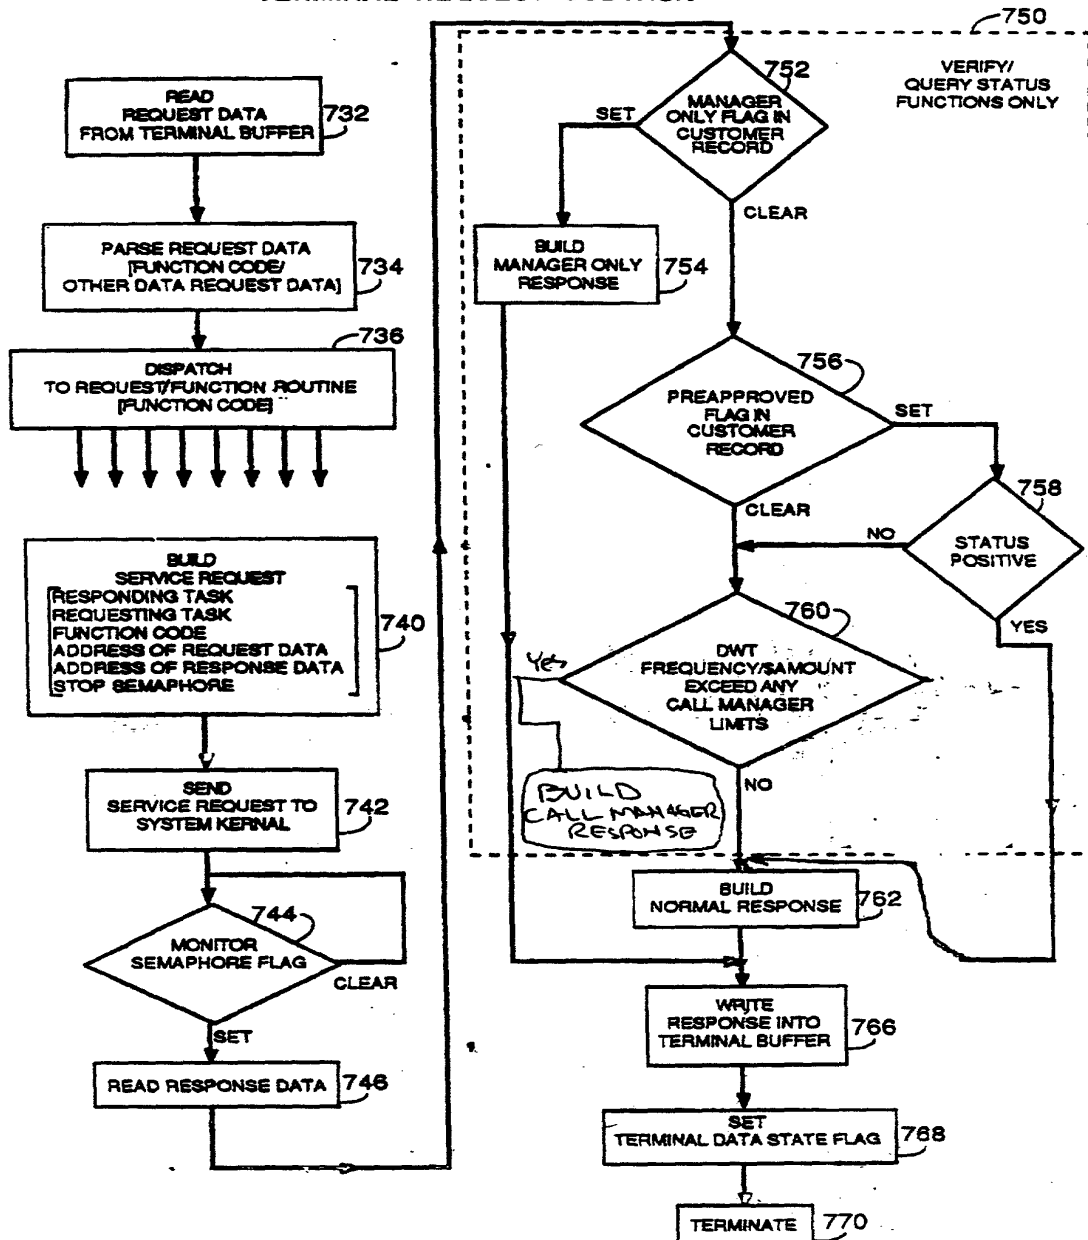 READ
REQUEST DATA
FROM TERMINAL BUFFER
732
PARSE REQUEST DATA
[FUNCTION CODE/
OTHER DATA REQUEST DATA]
734
736
DISPATCH
TO REQUEST/FUNCTION ROUTINE
[FUNCTION CODE]
BUILD
SERVICE REQUEST
RESPONDING TASK
REQUESTING TASK
FUNCTION CODE
ADDRESS OF REQUEST DATA
ADDRESS OF RESPONSE DATA
STOP SEMAPHORE
740
SEND
SERVICE REQUEST TO
SYSTEM KERNAL
742
744
MONITOR
SEMAPHORE FLAG
CLEAR
SET
READ RESPONSE DATA
746
750
VERIFY/
QUERY STATUS
FUNCTIONS ONLY
752
MANAGER
ONLY FLAG IN
CUSTOMER
RECORD
SET
CLEAR
BUILD
MANAGER ONLY
RESPONSE
754
756
PREAPPROVED
FLAG IN
CUSTOMER
RECORD
SET
CLEAR
758
STATUS
POSITIVE
NO
YES
760
DWT
FREQUENCY/$AMOUNT
EXCEED ANY
CALL MANAGER
LIMITS
Yes
NO
BUILD
CALL MANAGER
RESPONSE
BUILD
NORMAL RESPONSE
762
WRITE
RESPONSE INTO
TERMINAL BUFFER
766
SET
TERMINAL DATA STATE FLAG
768
TERMINATE
770